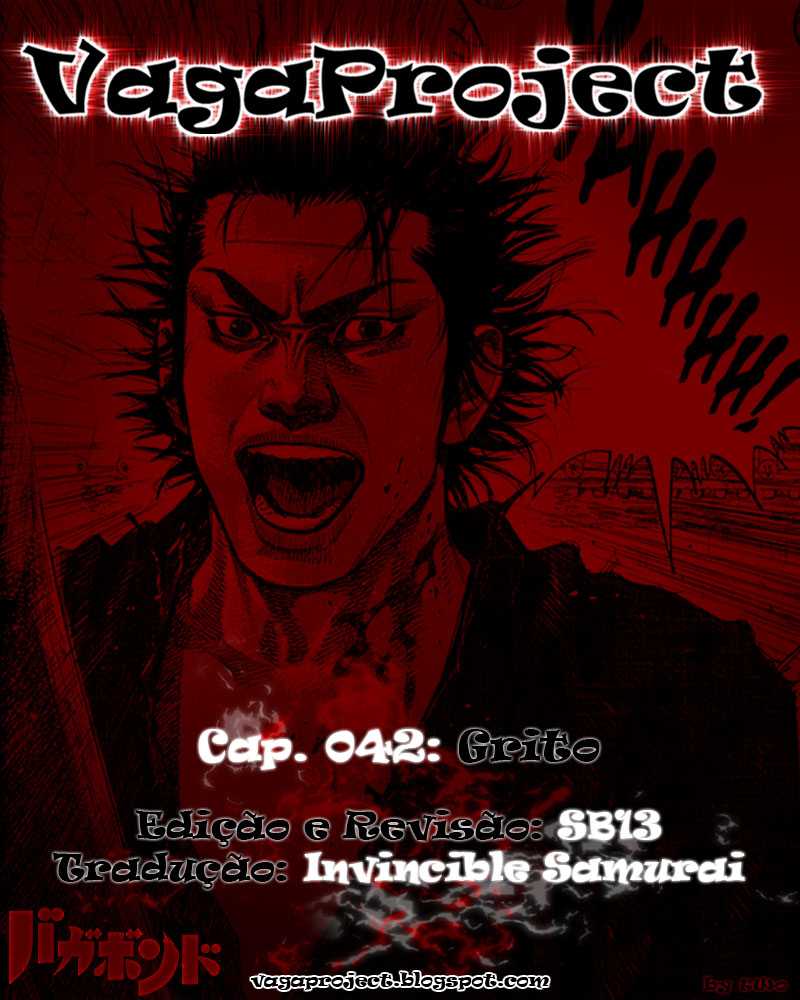 VagaProject
HHHHHH!
Cap. 042: Grito
Edição e Revisão: SB13
Tradução: Invincible Samurai
バガボンド
vagaproject.blogspot.com
by two